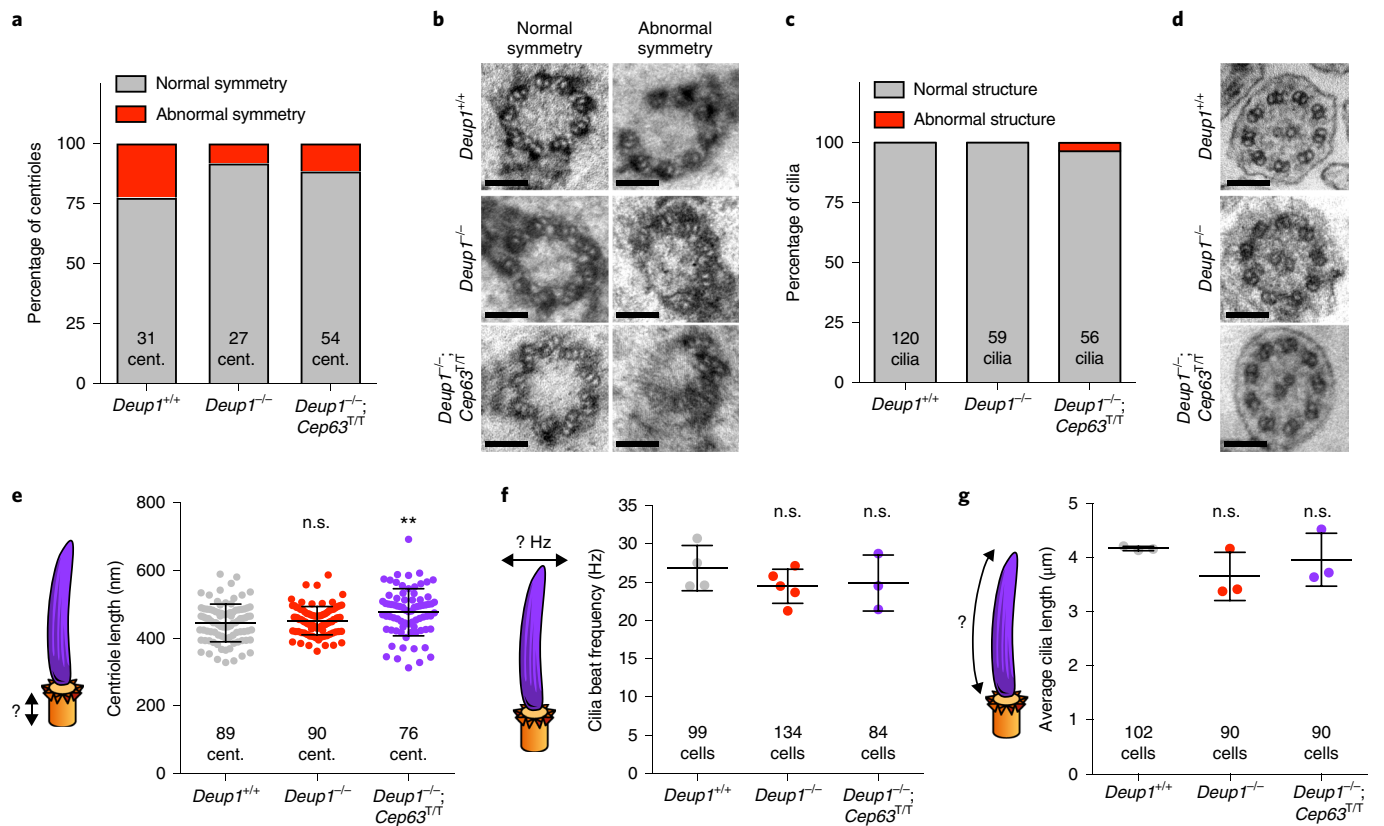 a
Normal symmetry
Abnormal symmetry
Percentage of centrioles
100
75
50
25
0
31
cent.
27
cent.
54
cent.
Deup1+/+
Deup1–/–
Deup1–/–;
Cep63T/T
b
Normal
symmetry
Abnormal
symmetry
Deup1+/+
Deup1–/–
Deup1–/–;
Cep63T/T
c
Normal structure
Abnormal structure
Percentage of cilia
100
75
50
25
0
120
cilia
59
cilia
56
cilia
Deup1+/+
Deup1–/–
Deup1–/–;
Cep63T/T
d
Deup1+/+
Deup1–/–
Deup1–/–;
Cep63T/T
e
?
Centriole length (nm)
800
600
400
200
0
n.s.
**
89
cent.
90
cent.
76
cent.
Deup1+/+
Deup1–/–
Deup1–/–;
Cep63T/T
f
? Hz
Cilia beat frequency (Hz)
35
30
25
20
15
10
5
0
n.s.
n.s.
99
cells
134
cells
84
cells
Deup1+/+
Deup1–/–
Deup1–/–;
Cep63T/T
g
?
Average cilia length (μm)
5
4
3
2
1
0
n.s.
n.s.
102
cells
90
cells
90
cells
Deup1+/+
Deup1–/–
Deup1–/–;
Cep63T/T